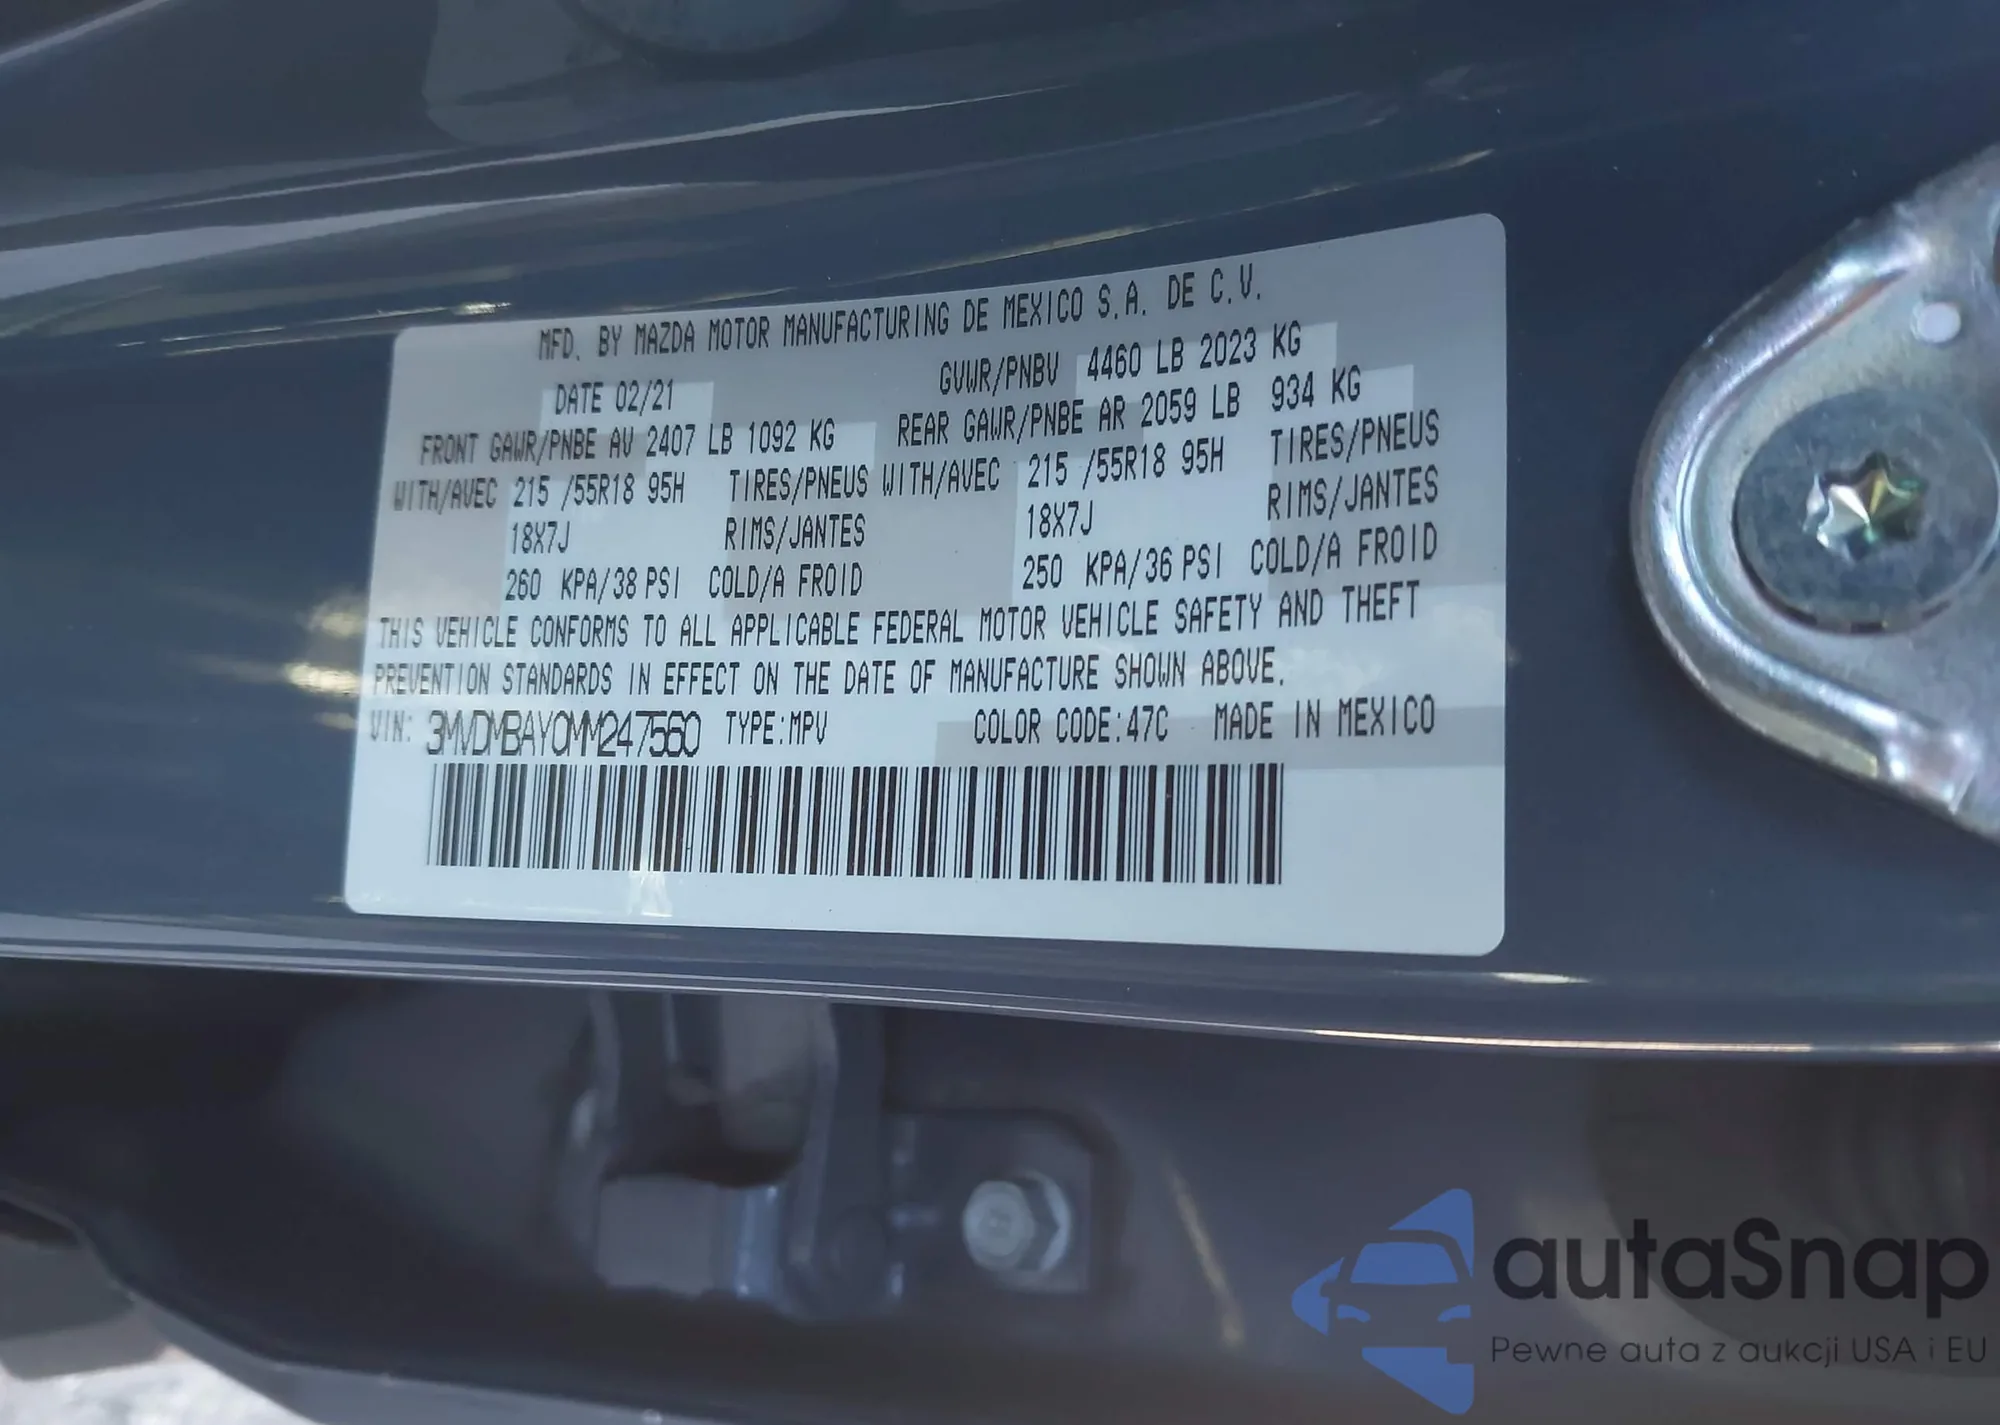 MFD. BY MAZDA MOTOR MANUFACTURING DE MEXICO S.A. DE C.V.
DATE 02/21 GVWR/PNBV 4460 LB 2023 KG
FRONT GAWR/PNBE AV 2407 LB 1092 KG REAR GAWR/PNBE AR 2059 LB 934 KG
WITH/AVEC 215 /55R18 95H TIRES/PNEUS WITH/AVEC 215 /55R18 95H TIRES/PNEUS
18X7J RIMS/JANTES 18X7J RIMS/JANTES
260 KPA/38 PSI COLD/A FROID 250 KPA/36 PSI COLD/A FROID
THIS VEHICLE CONFORMS TO ALL APPLICABLE FEDERAL MOTOR VEHICLE SAFETY AND THEFT
PREVENTION STANDARDS IN EFFECT ON THE DATE OF MANUFACTURE SHOWN ABOVE.
VIN: 3MVDMBAY0MM247560 TYPE:MPV COLOR CODE:47C MADE IN MEXICO
autaSnap
Pewne auta z aukcji USA i EU